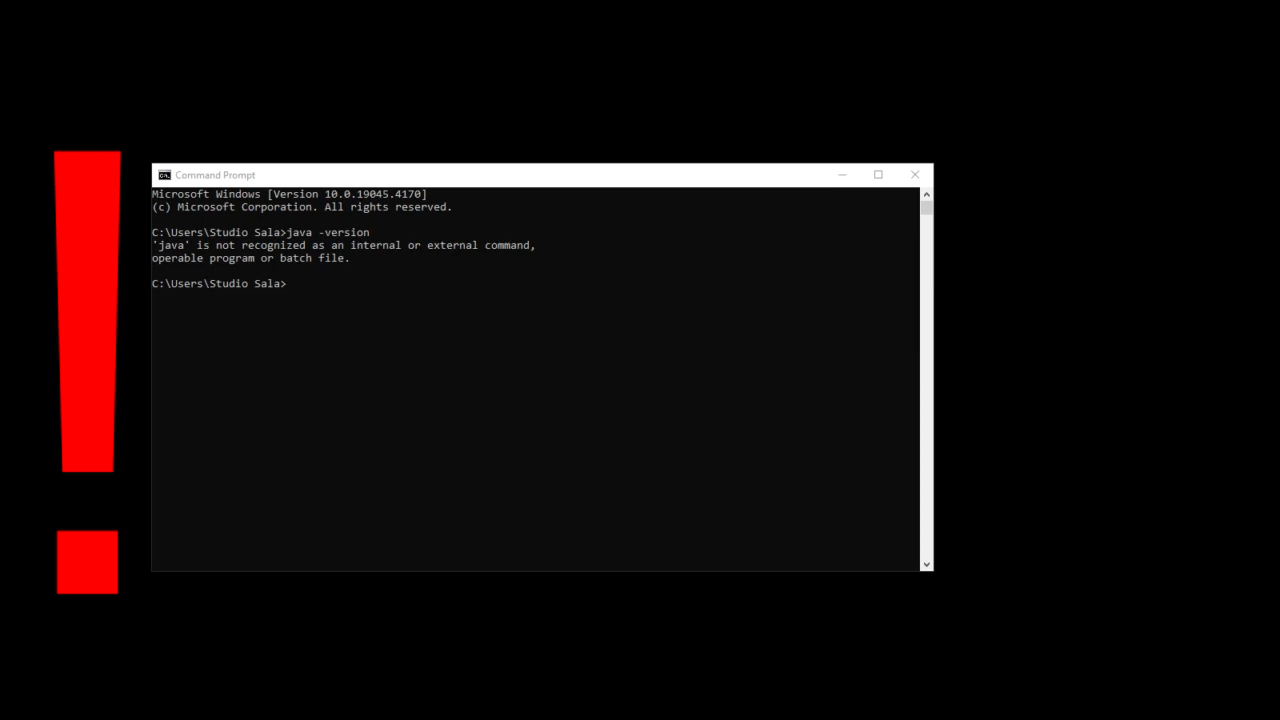 Command Prompt
Microsoft Windows [Version 10.0.19045.4170]
(c) Microsoft Corporation. All rights reserved.
C:\Users\Studio Sala>java -version
'java' is not recognized as an internal or external command,
operable program or batch file.
C:\Users\Studio Sala>